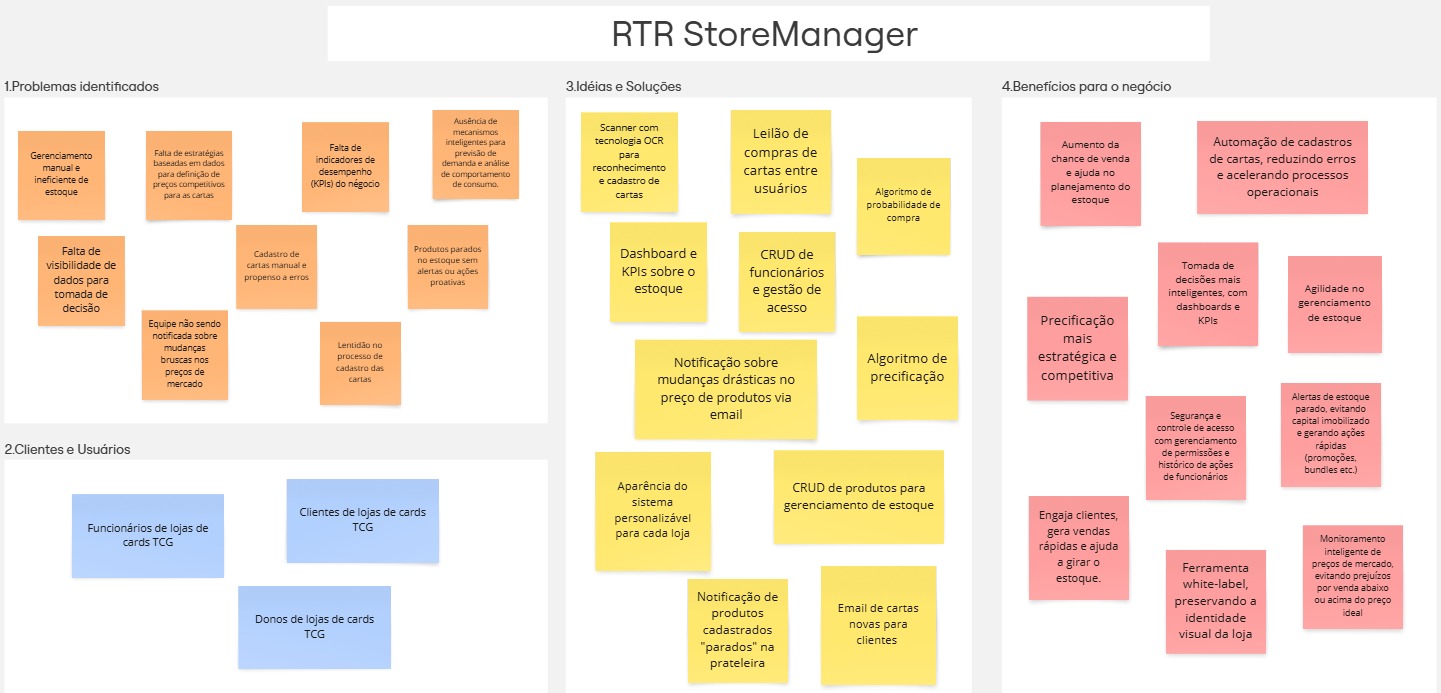 RTR StoreManager
1.Problemas identificados
Gerenciamento
manual e
ineficiente de
estoque
Falta de estratégias
baseadas em dados
para definição de
preços competitivos
para as cartas
Falta de
indicadores de
desempenho
(KPIs) do négocio
Ausência de
mecanismos
inteligentes para
previsão de
demanda e análise
de comportamento
de consumo.
Falta de
visibilidade de
dados para
tomada de
decisão
Cadastro de
cartas manual e
propenso a erros
Produtos parados
no estoque sem
alertas ou ações
proativas
Equipe não sendo
notificada sobre
mudanças
bruscas nos
preços de
mercado
Lentidão no
processo de
cadastro das
cartas
2.Clientes e Usuários
Funcionários de lojas de
cards TCG
Clientes de lojas de cards
TCG
Donos de lojas de cards
TCG
3.Idéias e Soluções
Scanner com
tecnologia OCR
para
reconhecimento
e cadastro de
cartas
Leilão de
compras de
cartas entre
usuários
Algoritmo de
probabilidade de
compra
Dashboard e
KPIs sobre o
estoque
CRUD de
funcionários
e gestão de
acesso
Notificação sobre
mudanças drásticas no
preço de produtos via
email
Algoritmo de
precificação
Aparência do
sistema
personalizável
para cada loja
CRUD de produtos para
gerenciamento de estoque
Notificação de
produtos
cadastrados
"parados" na
prateleira
Email de cartas
novas para
clientes
4.Benefícios para o negócio
Aumento da
chance de venda
e ajuda no
planejamento do
estoque
Automação de cadastros
de cartas, reduzindo erros
e acelerando processos
operacionais
Tomada de
decisões mais
inteligentes, com
dashboards e
KPIs
Agilidade no
gerenciamento
de estoque
Precificação
mais
estratégica e
competitiva
Segurança e
controle de acesso
com gerenciamento
de permissões e
histórico de ações
de funcionários
Alertas de estoque
parado, evitando
capital imobilizado
e gerando ações
rápidas
(promoções,
bundles etc.)
Engaja clientes,
gera vendas
rápidas e ajuda
a girar o
estoque.
Ferramenta
white-label,
preservando a
identidade
visual da loja
Monitoramento
inteligente de
preços de mercado,
evitando prejuízos
por venda abaixo
ou acima do preço
ideal